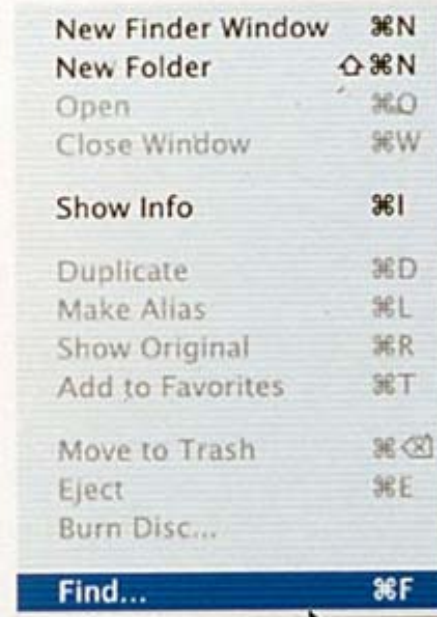 New Finder Window ⌘N
New Folder ⇧⌘N
Open ⌘O
Close Window ⌘W
Show Info ⌘I
Duplicate ⌘D
Make Alias ⌘L
Show Original ⌘R
Add to Favorites ⌘T
Move to Trash ⌘⌫
Eject ⌘E
Burn Disc...
Find... ⌘F